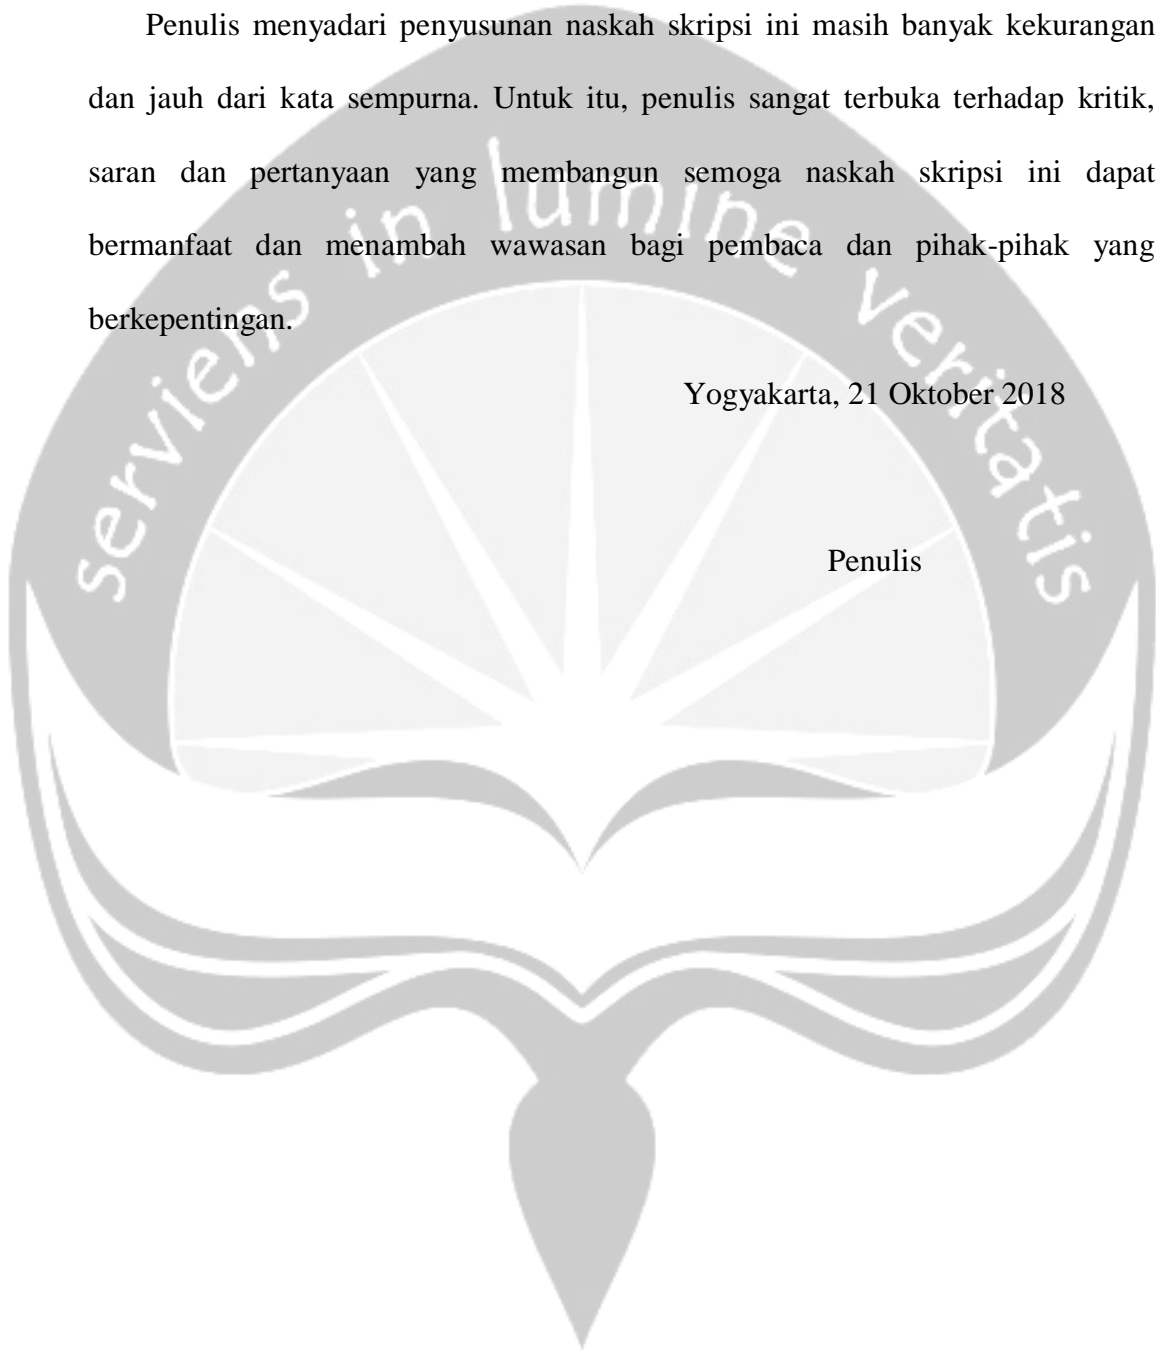 Penulis menyadari penyusunan naskah skripsi ini masih banyak kekurangan
dan jauh dari kata sempurna. Untuk itu, penulis sangat terbuka terhadap kritik,
saran dan pertanyaan yang membangun semoga naskah skripsi ini dapat
bermanfaat dan menambah wawasan bagi pembaca dan pihak-pihak yang
berkepentingan.
Yogyakarta, 21 Oktober 2018
Penulis
serviens in lumine veritatis